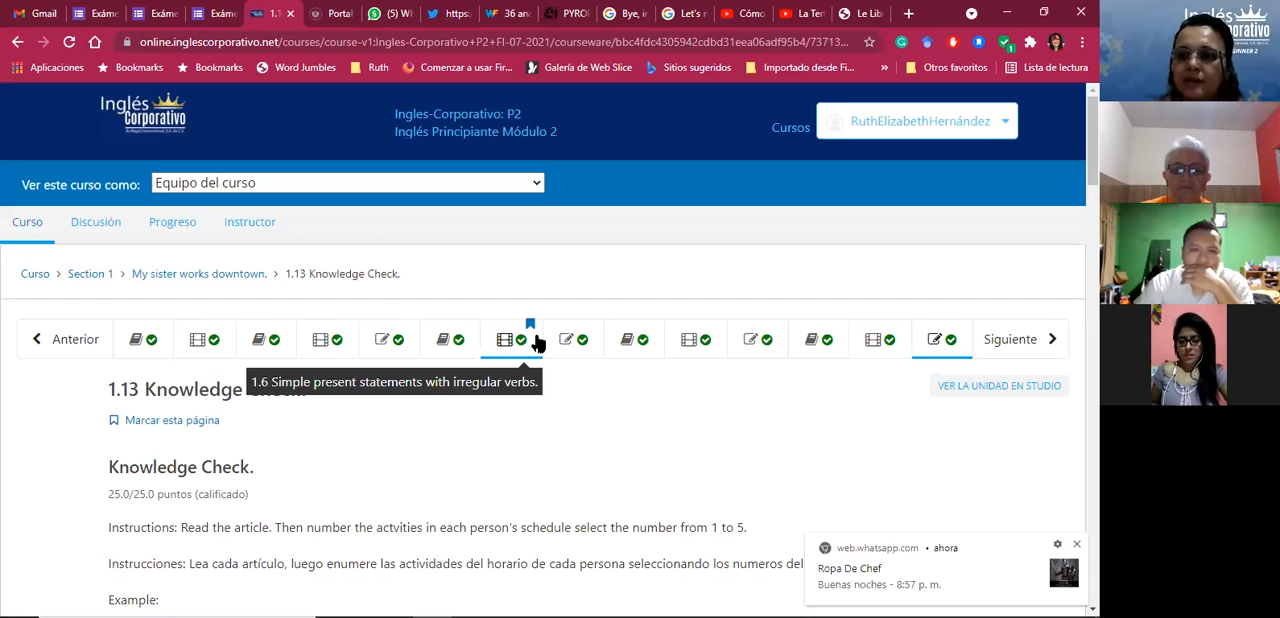 Gmail Exáme Exáme Exáme 1.1 Portal (5) W https: 36 an PYROL Bye, in Let's r Cómo La Ter Le Lib
online.inglescorporativo.net/courses/course-v1:Ingles-Corporativo+P2+FI-07-2021/courseware/bbc4fdc4305942cdbd31eea06adf95b4/73713...
Aplicaciones Bookmarks Bookmarks Word Jumbles Ruth Comenzar a usar Fir... Galería de Web Slice Sitios sugeridos Importado desde Fi... » Otros favoritos Lista de lectura
Inglés
Corporativo
Ingles-Corporativo: P2
Inglés Principiante Módulo 2
Cursos
RuthElizabethHernández
Ver este curso como: Equipo del curso
Curso Discusión Progreso Instructor
Curso > Section 1 > My sister works downtown. > 1.13 Knowledge Check.
Anterior Siguiente
1.6 Simple present statements with irregular verbs.
1.13 Knowledge
VER LA UNIDAD EN STUDIO
Marcar esta página
Knowledge Check.
25.0/25.0 puntos (calificado)
Instructions: Read the article. Then number the actvities in each person's schedule select the number from 1 to 5.
Instrucciones: Lea cada artículo, luego enumere las actividades del horario de cada persona seleccionando los numeros del
Example:
web.whatsapp.com • ahora
Ropa De Chef
Buenas noches - 8:57 p. m.